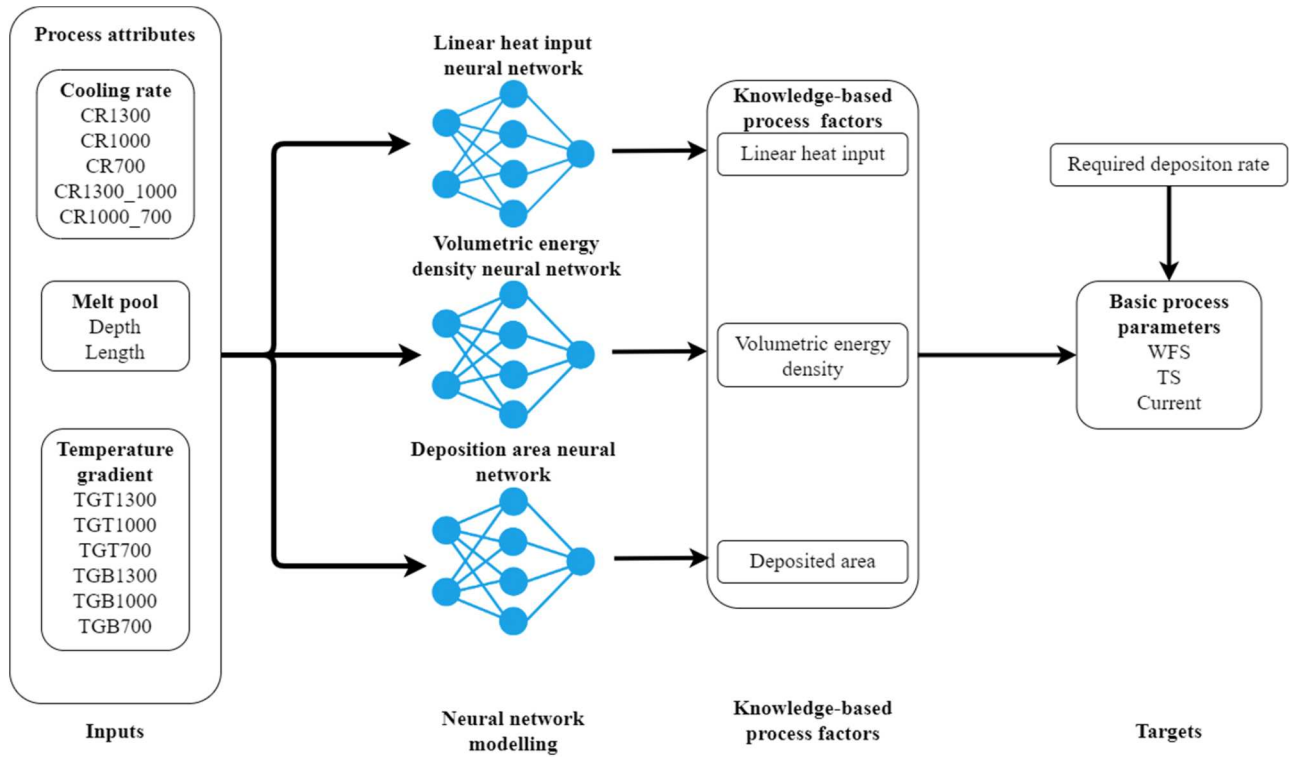 Process attributes
Cooling rate
CR1300
CR1000
CR700
CR1300_1000
CR1000_700
Melt pool
Depth
Length
Temperature
gradient
TGT1300
TGT1000
TGT700
TGB1300
TGB1000
TGB700
Inputs
Linear heat input
neural network
Volumetric energy
density neural network
Deposition area neural
network
Neural network
modelling
Knowledge-based
process factors
Linear heat input
Volumetric energy
density
Deposited area
Knowledge-based
process factors
Required depositon rate
Basic process
parameters
WFS
TS
Current
Targets